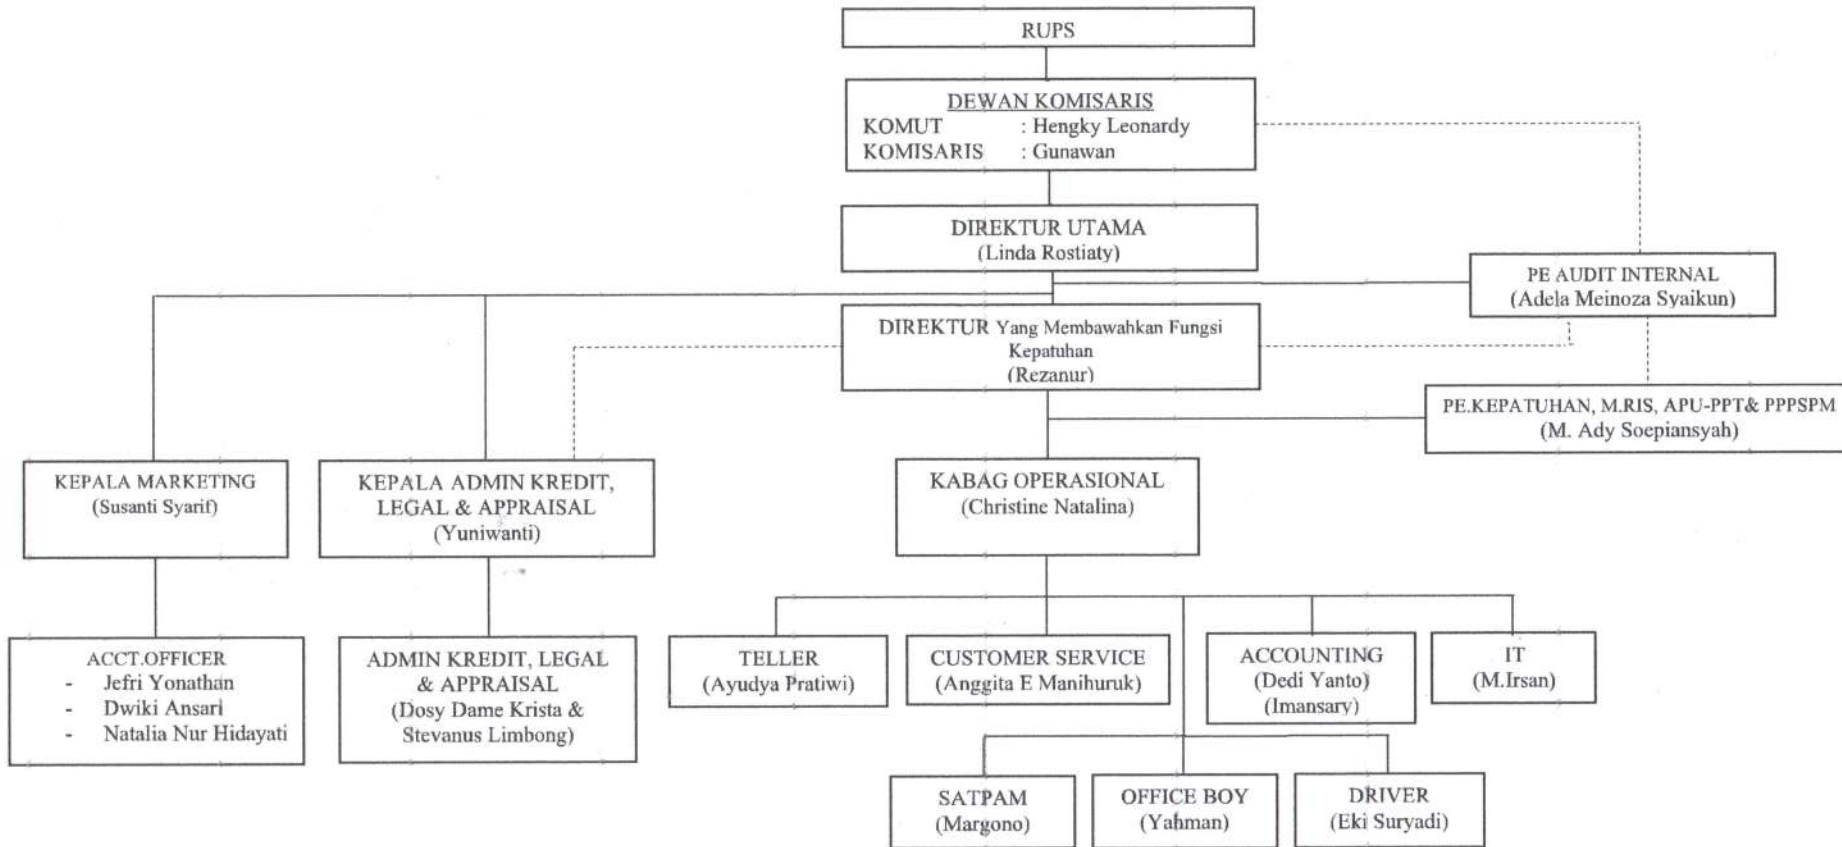 RUPS
DEWAN KOMISARIS
KOMUT : Hengky Leonardy
KOMISARIS : Gunawan
DIREKTUR UTAMA
(Linda Rostiaty)
PE AUDIT INTERNAL
(Adela Meinoza Syaikun)
DIREKTUR Yang Membawahkan Fungsi
Kepatuhan
(Rezanur)
PE.KEPATUHAN, M.RIS, APU-PPT& PPPSPM
(M. Ady Soepiansyah)
KEPALA MARKETING
(Susanti Syarif)
KEPALA ADMIN KREDIT,
LEGAL & APPRAISAL
(Yuniwanti)
KABAG OPERASIONAL
(Christine Natalina)
ACCT.OFFICER
- Jefri Yonathan
- Dwiki Ansari
- Natalia Nur Hidayati
ADMIN KREDIT, LEGAL
& APPRAISAL
(Dosy Dame Krista &
Stevanus Limbong)
TELLER
(Ayudya Pratiwi)
CUSTOMER SERVICE
(Anggita E Manihuruk)
ACCOUNTING
(Dedi Yanto)
(Imansary)
IT
(M.Irsan)
SATPAM
(Margono)
OFFICE BOY
(Yahman)
DRIVER
(Eki Suryadi)